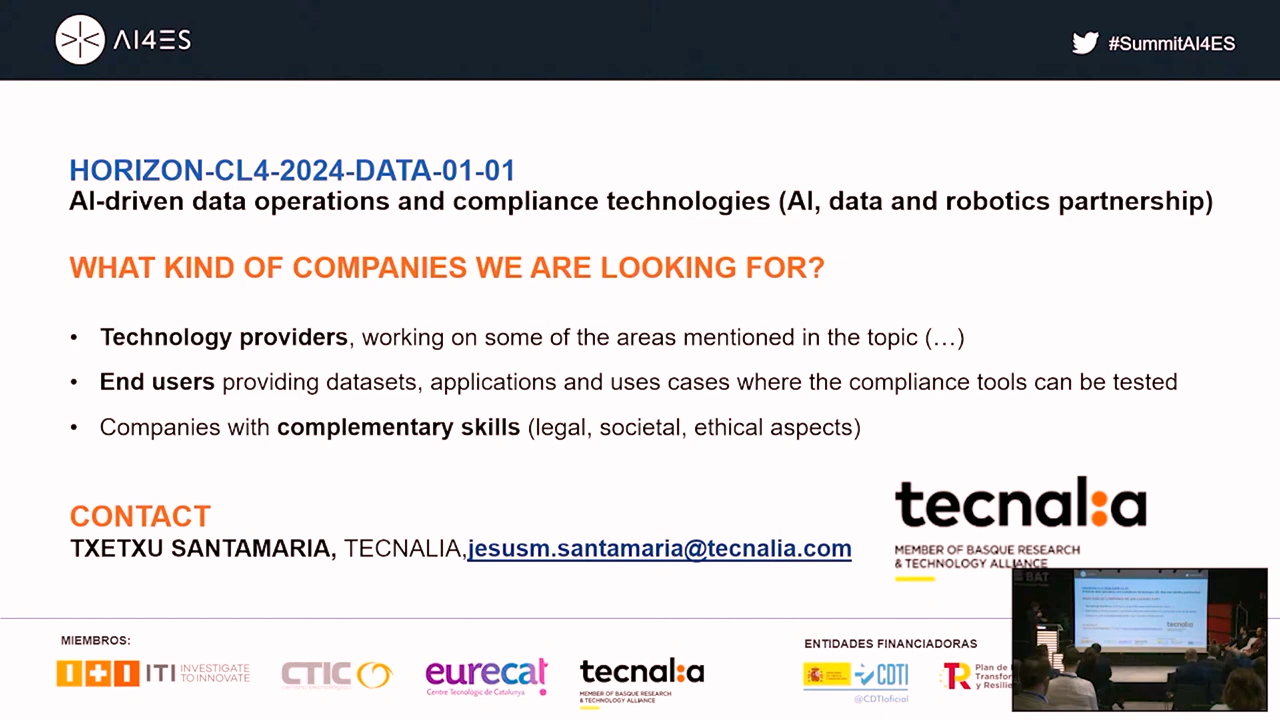 AI4ES
#SummitAI4ES
HORIZON-CL4-2024-DATA-01-01
AI-driven data operations and compliance technologies (AI, data and robotics partnership)
WHAT KIND OF COMPANIES WE ARE LOOKING FOR?
• Technology providers, working on some of the areas mentioned in the topic (…)
• End users providing datasets, applications and uses cases where the compliance tools can be tested
• Companies with complementary skills (legal, societal, ethical aspects)
CONTACT
TXETXU SANTAMARIA, TECNALIA,jesusm.santamaria@tecnalia.com
tecnal:a
MEMBER OF BASQUE RESEARCH
& TECHNOLOGY ALLIANCE
MIEMBROS:
ITI INVESTIGATE
TO INNOVATE
CTIC
eurecat
Centre Tecnològic de Catalunya
tecnal:a
MEMBER OF BASQUE RESEARCH
& TECHNOLOGY ALLIANCE
ENTIDADES FINANCIADORAS
CDTI
@CDTIoficial
Plan de